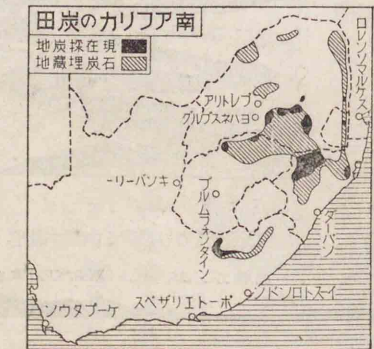 南アフリカの炭田
現在採炭地
石炭埋蔵地
ロレンソマルケス
プレトリア
ヨハネスブルグ
キンバーリー
ブルムフォンタイン
ダーバン
イーストロンドン
ポートエリザベス
ケープタウン